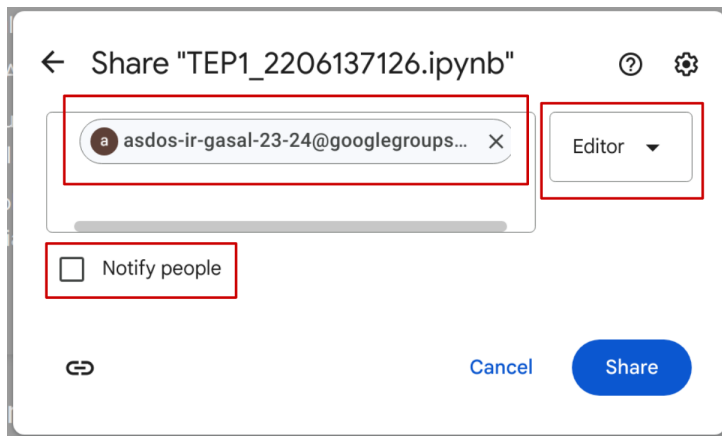 Share "TEP1_2206137126.ipynb"
a asdos-ir-gasal-23-24@googlegroups...
Editor
Notify people
Cancel
Share